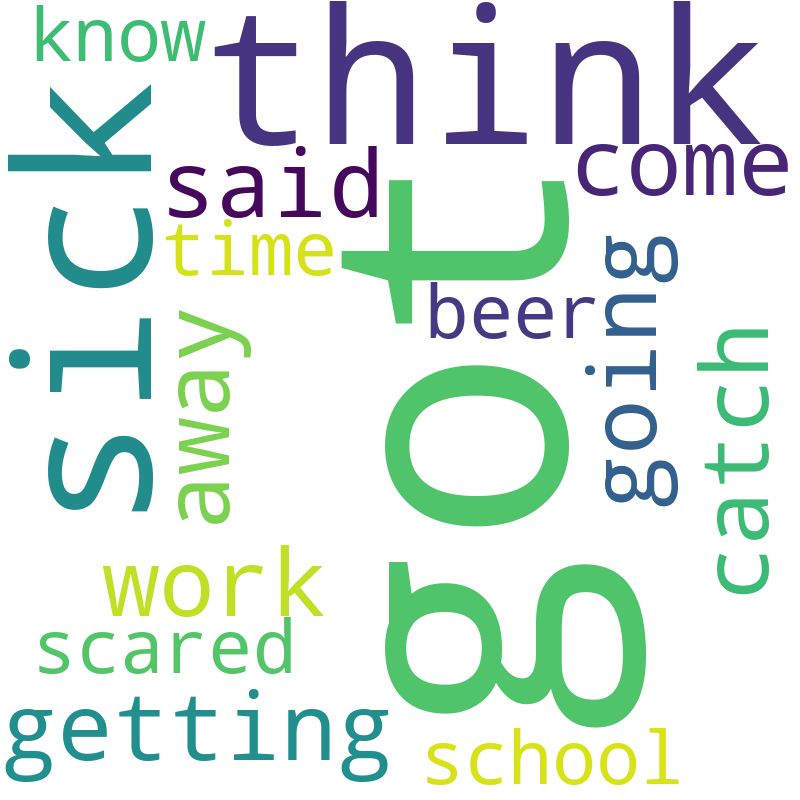 know
think
sick
said
come
time
got
beer
going
away
catch
work
scared
getting
school